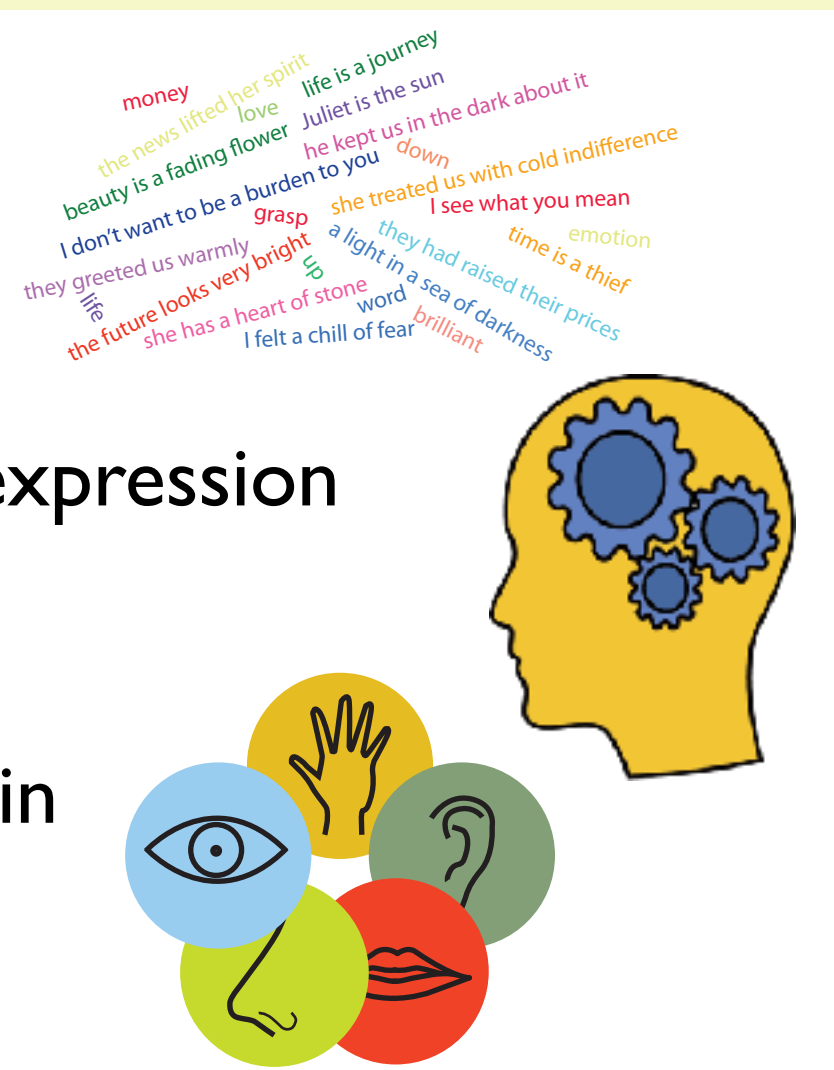 money
the news lifted her spirit
life is a journey
love
Juliet is the sun
beauty is a fading flower
he kept us in the dark about it
down
I don't want to be a burden to you
she treated us with cold indifference
grasp
I see what you mean
they greeted us warmly
a light in a sea of darkness
they had raised their prices
time is a thief
emotion
the future looks very bright
up
life
she has a heart of stone
word
I felt a chill of fear
brilliant
expression
in